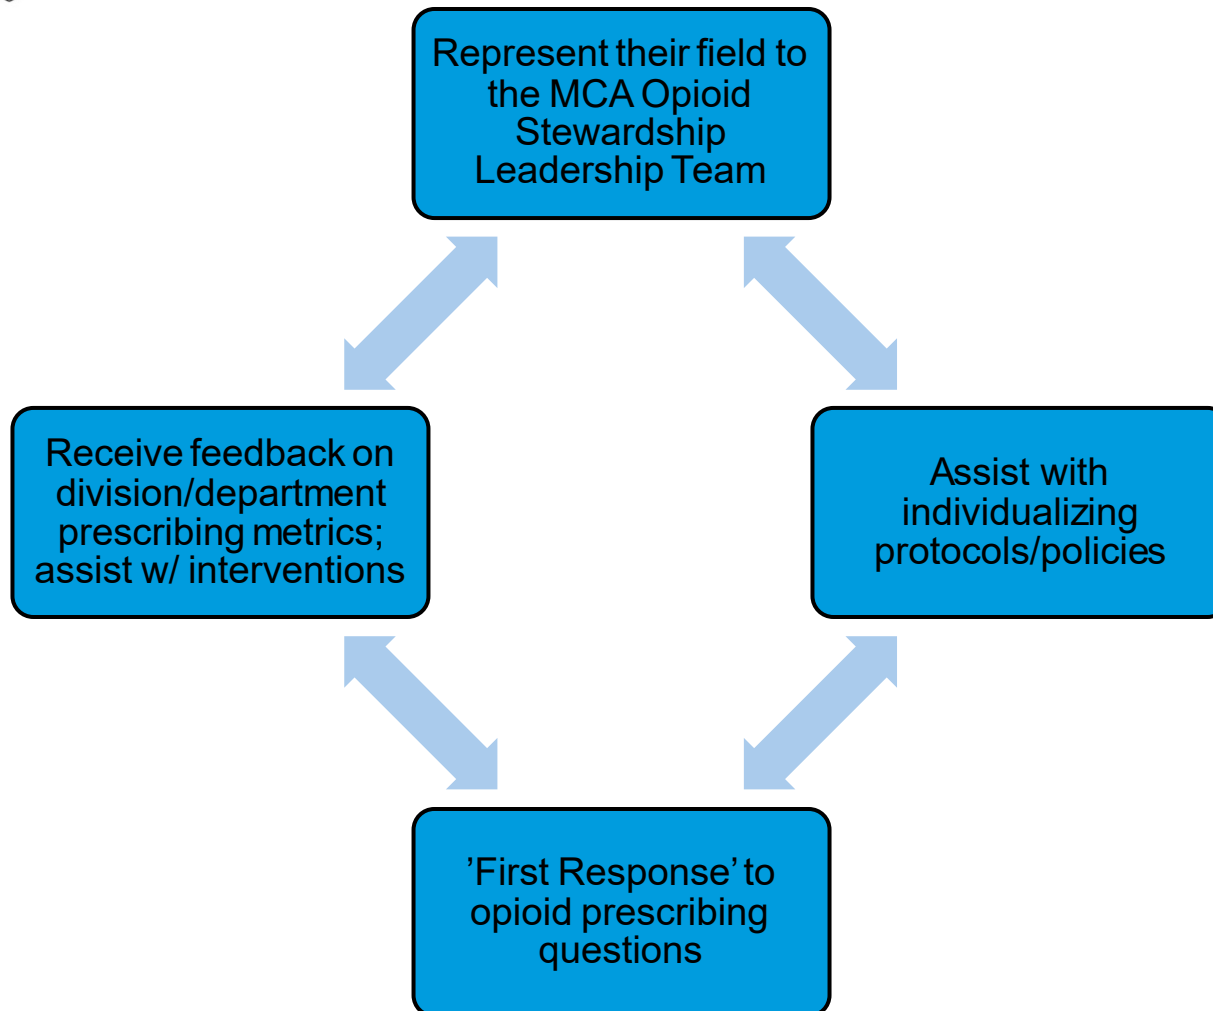 Represent their field to
the MCA Opioid
Stewardship
Leadership Team
Receive feedback on
division/department
prescribing metrics;
assist w/ interventions
Assist with
individualizing
protocols/policies
’First Response’ to
opioid prescribing
questions